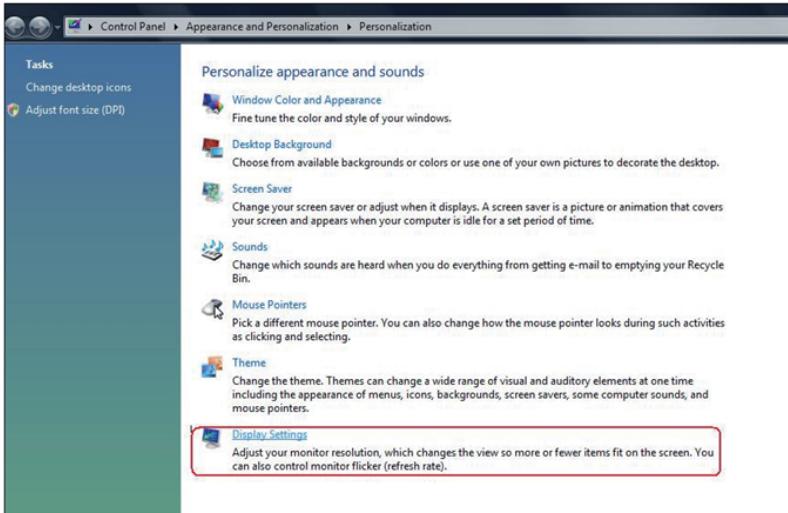 Control Panel ▸ Appearance and Personalization ▸ Personalization
Tasks
Change desktop icons
Adjust font size (DPI)
Personalize appearance and sounds
Window Color and Appearance
Fine tune the color and style of your windows.
Desktop Background
Choose from available backgrounds or colors or use one of your own pictures to decorate the desktop.
Screen Saver
Change your screen saver or adjust when it displays. A screen saver is a picture or animation that covers
your screen and appears when your computer is idle for a set period of time.
Sounds
Change which sounds are heard when you do everything from getting e-mail to emptying your Recycle
Bin.
Mouse Pointers
Pick a different mouse pointer. You can also change how the mouse pointer looks during such activities
as clicking and selecting.
Theme
Change the theme. Themes can change a wide range of visual and auditory elements at one time
including the appearance of menus, icons, backgrounds, screen savers, some computer sounds, and
mouse pointers.
Display Settings
Adjust your monitor resolution, which changes the view so more or fewer items fit on the screen. You
can also control monitor flicker (refresh rate).